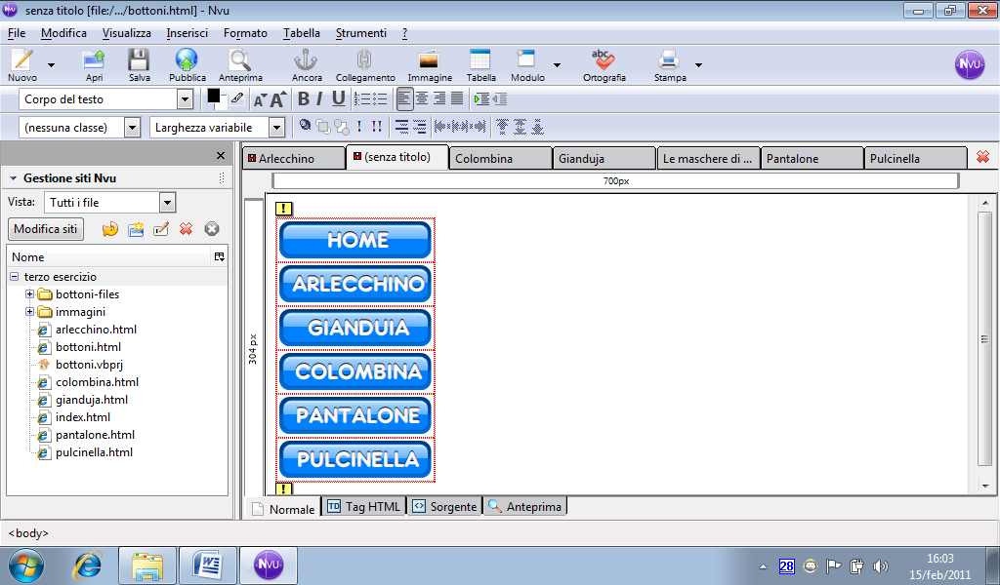 senza titolo [file:/.../bottoni.html] - Nvu
File Modifica Visualizza Inserisci Formato Tabella Strumenti ?
Nuovo Apri Salva Pubblica Anteprima Ancora Collegamento Immagine Tabella Modulo Ortografia Stampa
NVU
Corpo del testo B I U
(nessuna classe) Larghezza variabile ! !!
Arlecchino (senza titolo) Colombina Gianduja Le maschere di ... Pantalone Pulcinella
Gestione siti Nvu
700px
Vista: Tutti i file
Modifica siti
Nome
terzo esercizio
bottoni-files
immagini
arlecchino.html
bottoni.html
bottoni.vbprj
colombina.html
gianduja.html
index.html
pantalone.html
pulcinella.html
304px
!
HOME
ARLECCHINO
GIANDUIA
COLOMBINA
PANTALONE
PULCINELLA
!
Normale TD Tag HTML Sorgente Anteprima
<body>
W NVU 28 16:03
15/feb/2011